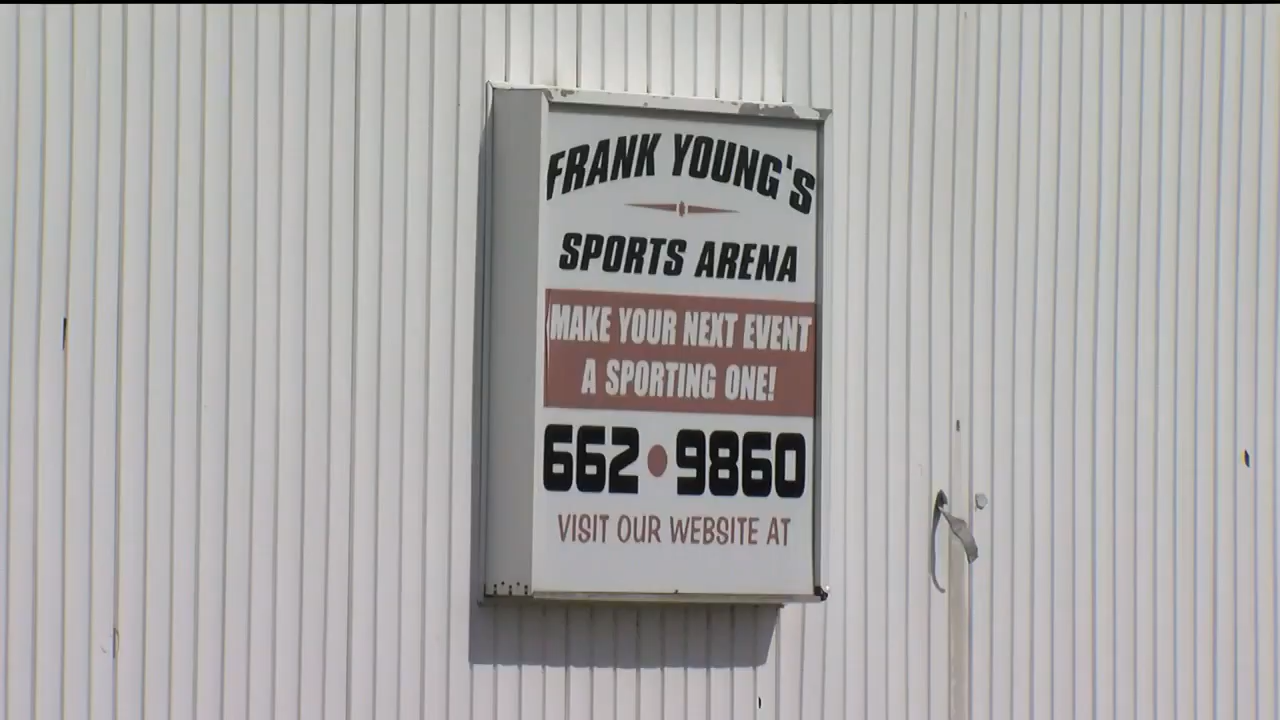 FRANK YOUNG'S
SPORTS ARENA
MAKE YOUR NEXT EVENT
A SPORTING ONE!
662•9860
VISIT OUR WEBSITE AT